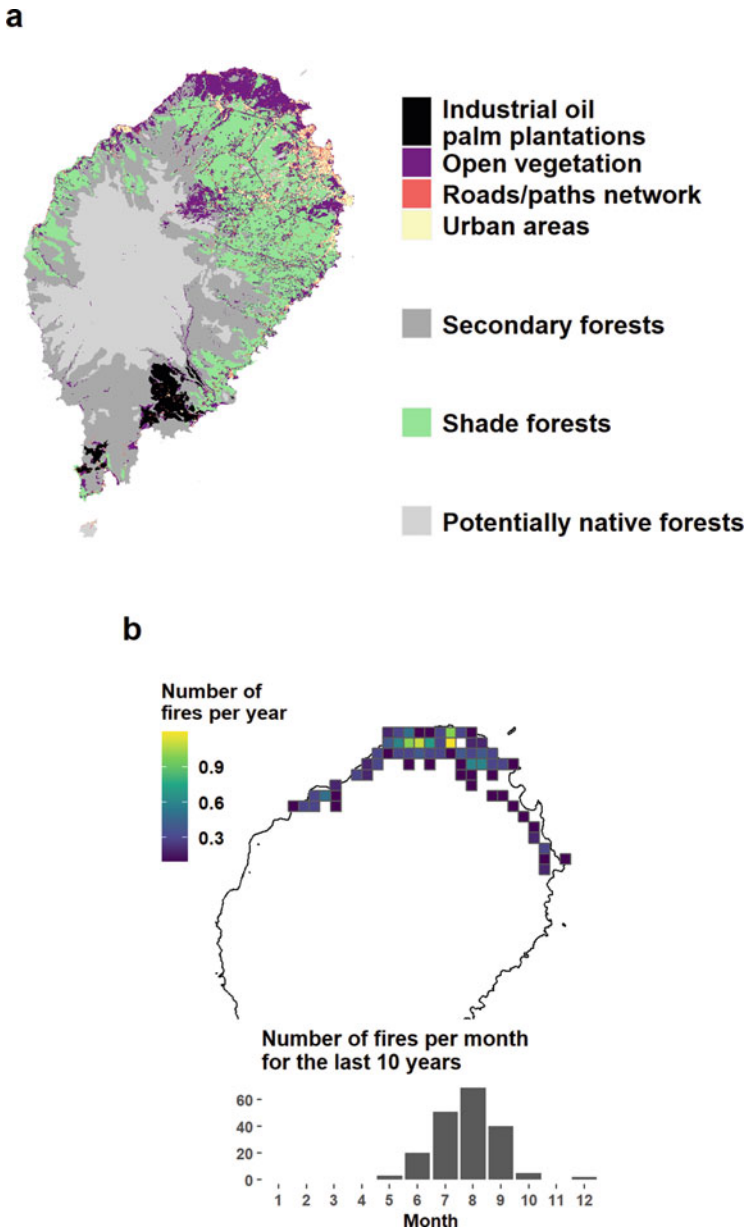 a
Industrial oil
palm plantations
Open vegetation
Roads/paths network
Urban areas
Secondary forests
Shade forests
Potentially native forests
b
Number of
fires per year
0.9
0.6
0.3
Number of fires per month
for the last 10 years
60
40
20
0
1 2 3 4 5 6 7 8 9 10 11 12
Month